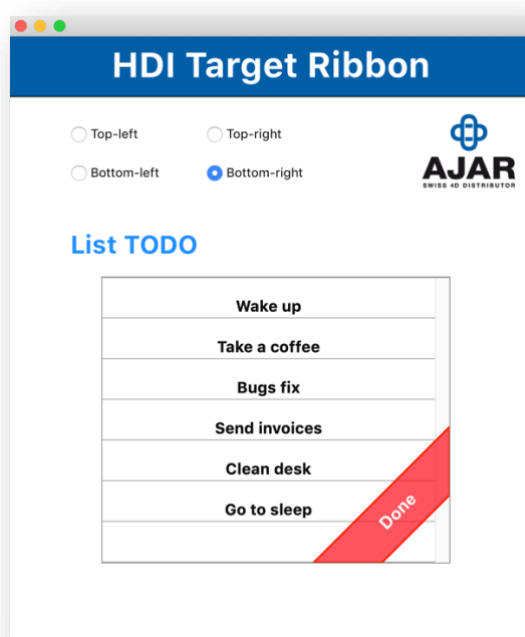 HDI Target Ribbon
Top-left
Top-right
Bottom-left
Bottom-right
AJAR
SWISS 4D DISTRIBUTOR
List TODO
Wake up
Take a coffee
Bugs fix
Send invoices
Clean desk
Go to sleep
Done